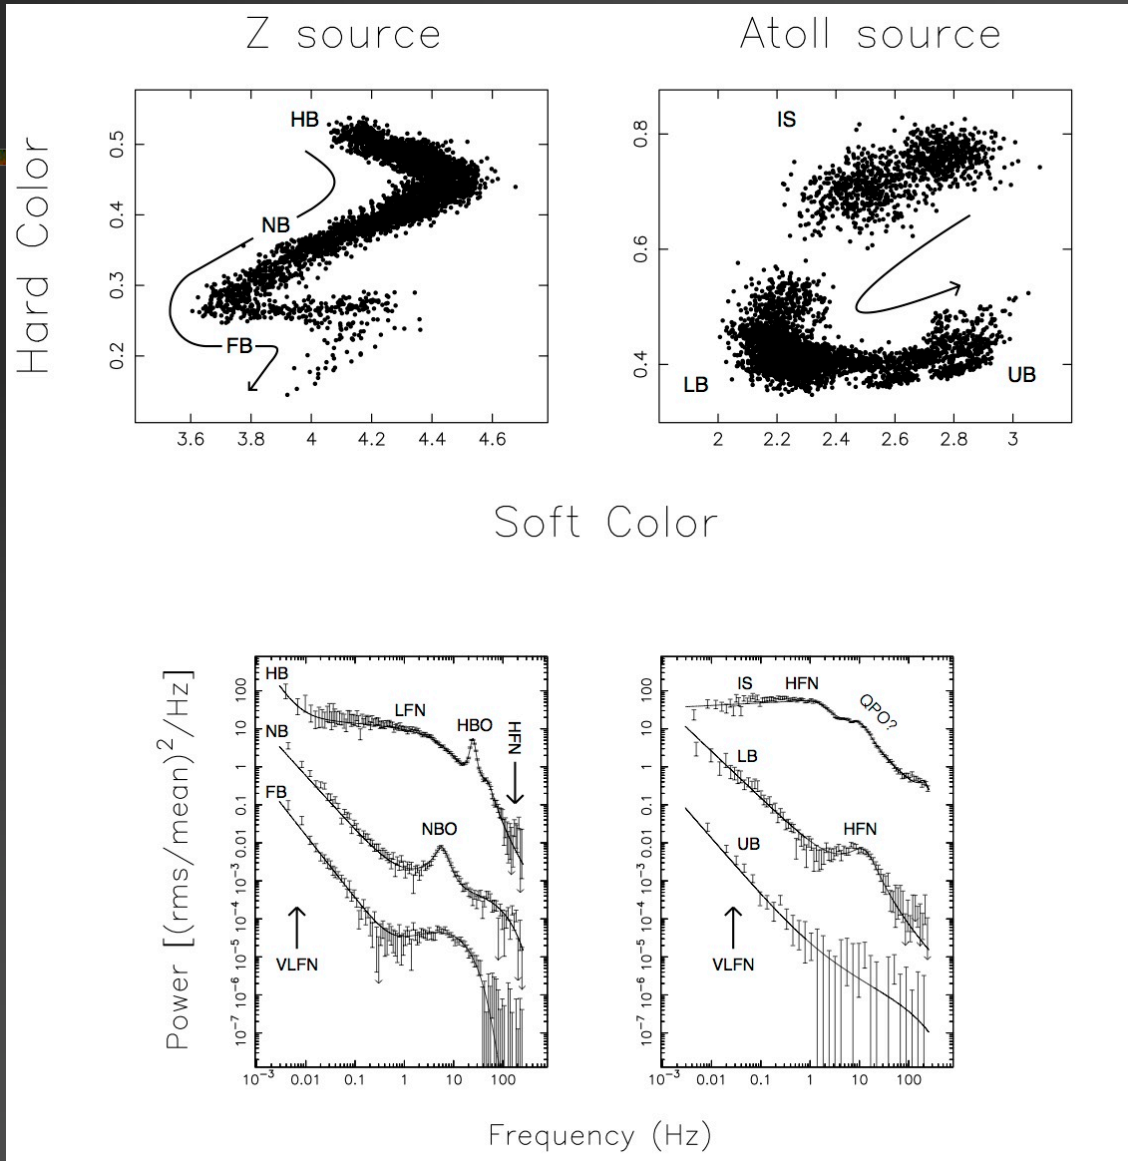 Z source
Atoll source
Hard Color
HB
NB
FB
0.5
0.4
0.3
0.2
3.6 3.8 4 4.2 4.4 4.6
IS
LB
UB
0.8
0.6
0.4
2 2.2 2.4 2.6 2.8 3
Soft Color
Power [(rms/mean)²/Hz]
HB
LFN
HBO
HFN
NB
FB
NBO
VLFN
100
10
1
0.1
0.01
10⁻³
10⁻⁴
10⁻⁵
10⁻⁶
10⁻⁷
10⁻³ 0.01 0.1 1 10 100
IS
HFN
QPO?
LB
HFN
UB
VLFN
100
10
1
0.1
0.01
10⁻³
10⁻⁴
10⁻⁵
10⁻⁶
10⁻⁷
10⁻³ 0.01 0.1 1 10 100
Frequency (Hz)